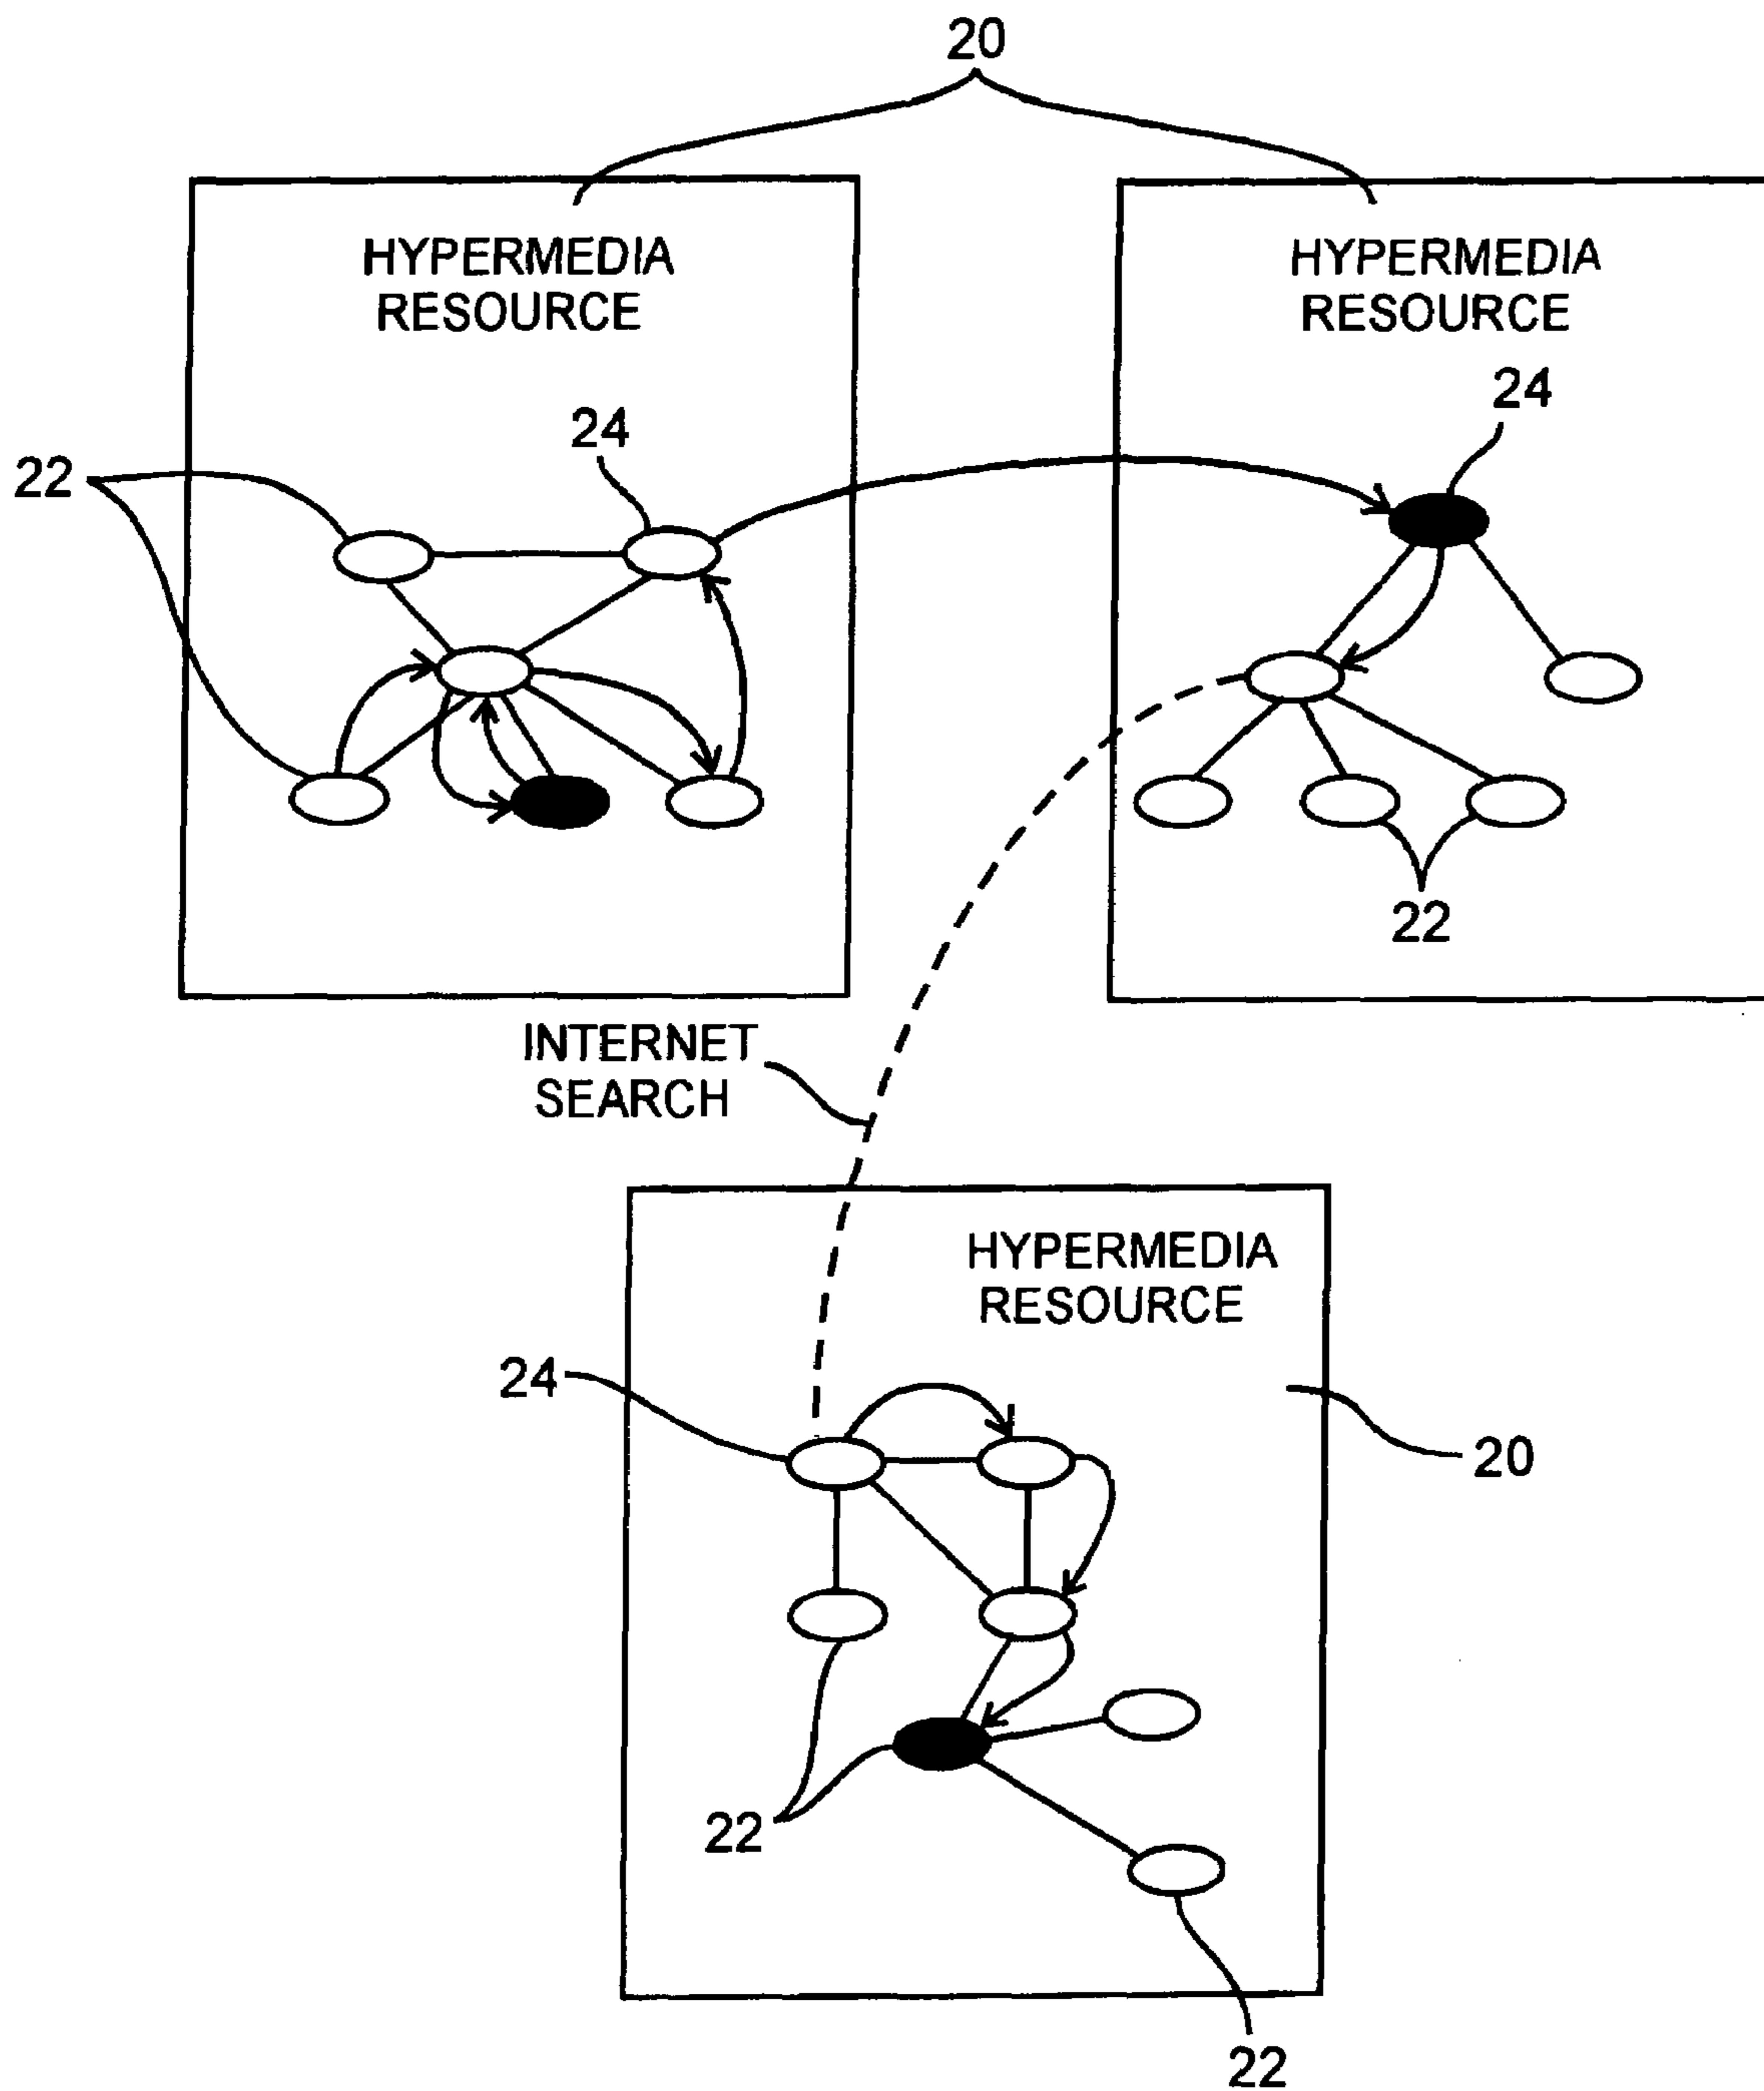 20
HYPERMEDIA
RESOURCE
HYPERMEDIA
RESOURCE
24
24
22
22
INTERNET
SEARCH
HYPERMEDIA
RESOURCE
24
20
22
22